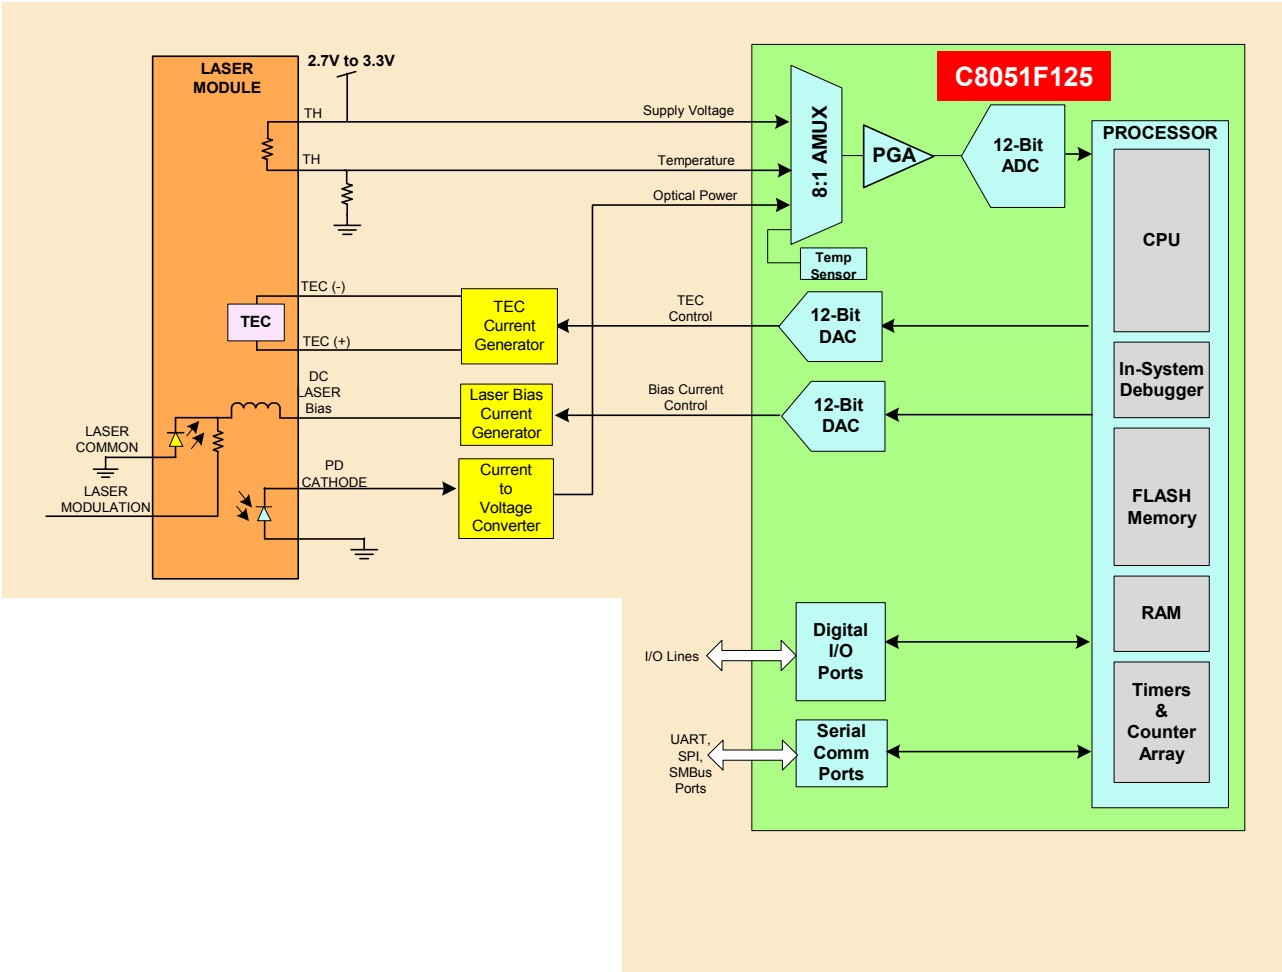 C8051F125
LASER
MODULE
2.7V to 3.3V
TH
TH
Supply Voltage
Temperature
Optical Power
8:1 AMUX
PGA
12-Bit
ADC
Temp
Sensor
PROCESSOR
CPU
In-System
Debugger
FLASH
Memory
RAM
Timers
&
Counter
Array
TEC
TEC (-)
TEC (+)
TEC
Current
Generator
TEC
Control
12-Bit
DAC
DC
LASER
Bias
Laser Bias
Current
Generator
Bias Current
Control
12-Bit
DAC
LASER
COMMON
LASER
MODULATION
PD
CATHODE
Current
to
Voltage
Converter
I/O Lines
Digital
I/O
Ports
UART,
SPI,
SMBus
Ports
Serial
Comm
Ports